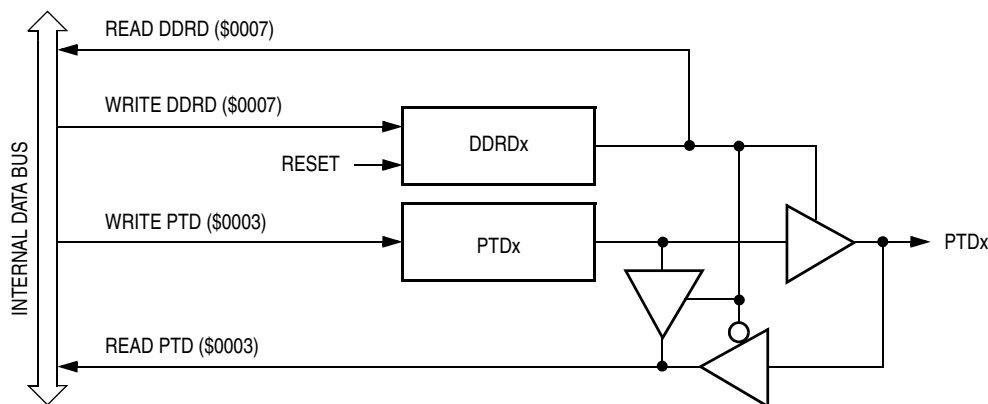 READ DDRD ($0007)
WRITE DDRD ($0007)
DDRDx
RESET
WRITE PTD ($0003)
PTDx
PTDx
READ PTD ($0003)
INTERNAL DATA BUS